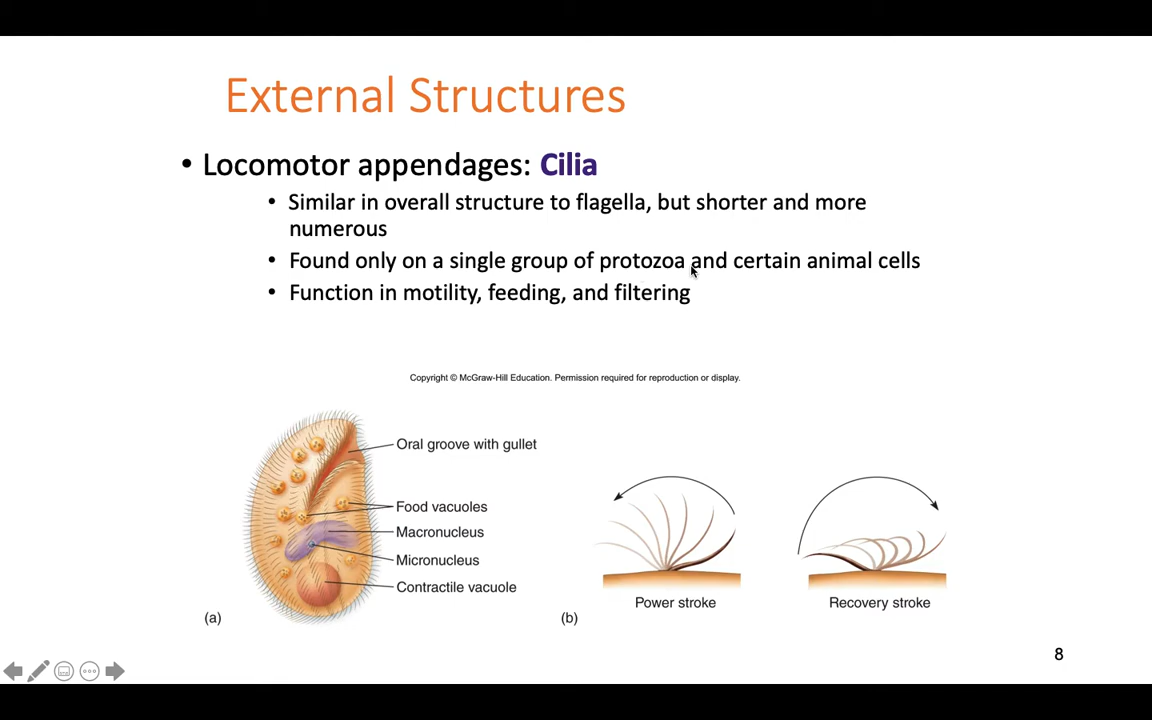 External Structures
• Locomotor appendages: Cilia
• Similar in overall structure to flagella, but shorter and more
numerous
• Found only on a single group of protozoa and certain animal cells
• Function in motility, feeding, and filtering
Copyright © McGraw-Hill Education. Permission required for reproduction or display.
Oral groove with gullet
Food vacuoles
Macronucleus
Micronucleus
Contractile vacuole
(a)
(b)
Power stroke
Recovery stroke
8